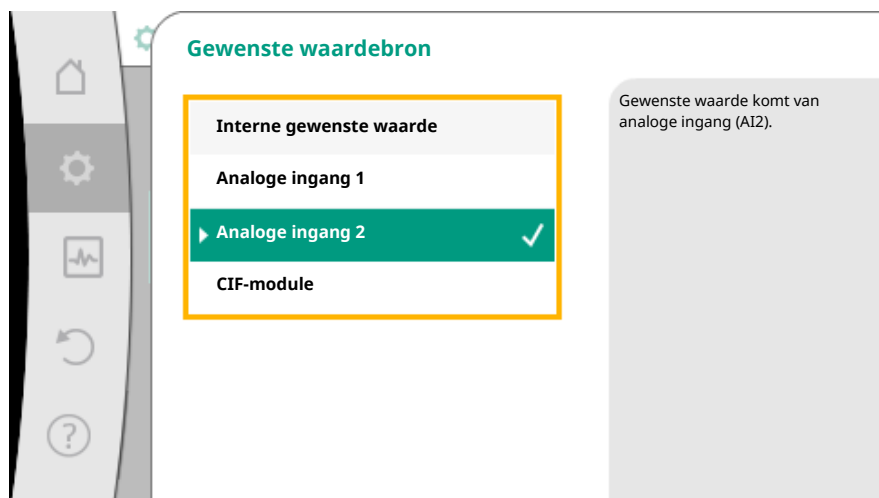 Gewenste waardebron
Interne gewenste waarde
Analoge ingang 1
Analoge ingang 2
CIF-module
Gewenste waarde komt van
analoge ingang (AI2).